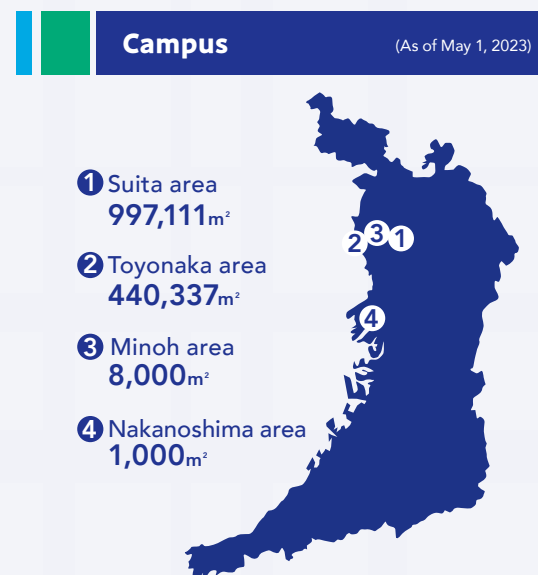 Campus
(As of May 1, 2023)
1 Suita area
997,111m²
2 Toyonaka area
440,337m²
3 Minoh area
8,000m²
4 Nakanoshima area
1,000m²
2 3 1
4